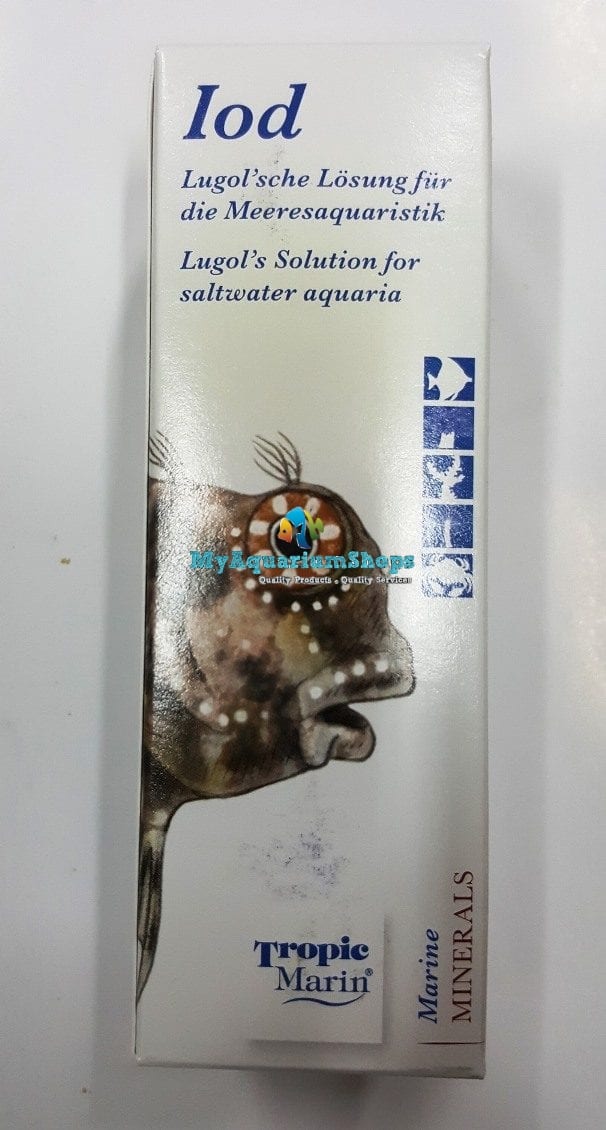 Iod
Lugol'sche Lösung für
die Meeresaquaristik
Lugol's Solution for
saltwater aquaria
MyAquariumShops
Quality Products . Quality Services
Tropic
Marin®
Marine
MINERALS